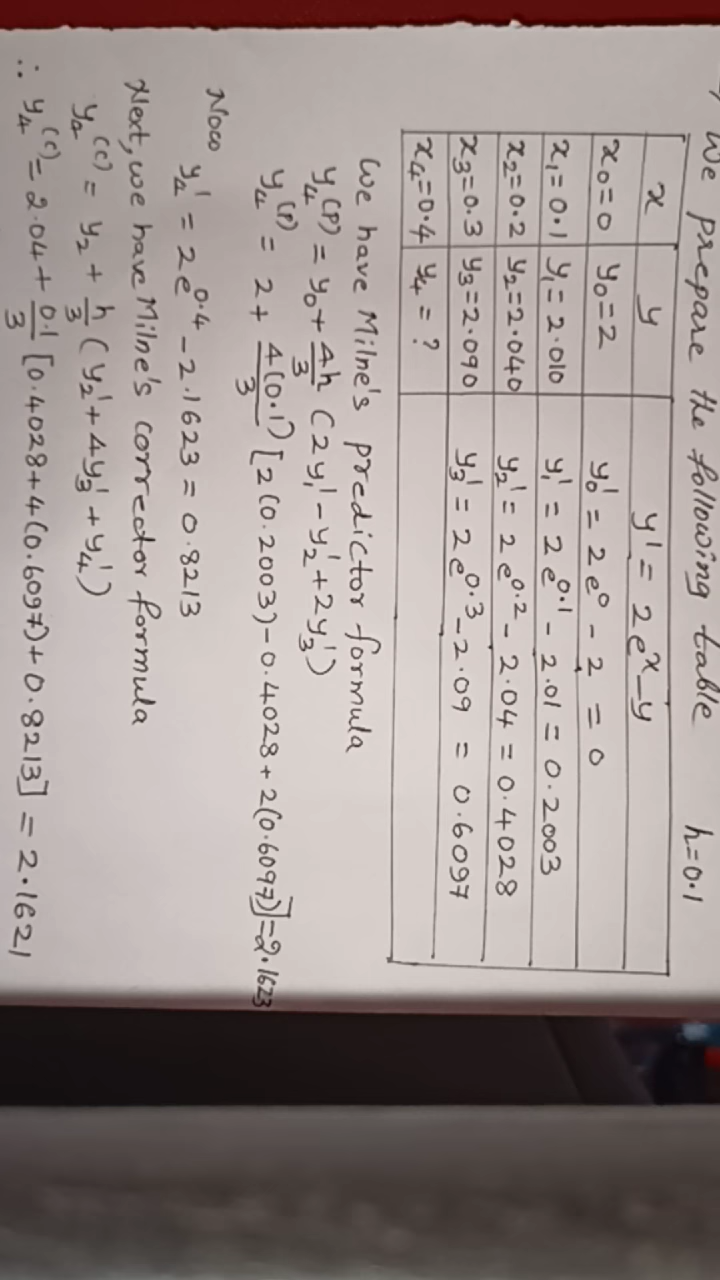 We prepare the following table h=0.1
x y y' = 2e^x-y
x₀=0 y₀=2 y₀' = 2e⁰ - 2 = 0
x₁=0.1 y₁=2.010 y₁' = 2e^0.1 - 2.01 = 0.2003
x₂=0.2 y₂=2.040 y₂' = 2e^0.2 - 2.04 = 0.4028
x₃=0.3 y₃=2.090 y₃' = 2e^0.3 - 2.09 = 0.6097
x₄=0.4 y₄ = ?
We have Milne's predictor formula
y₄^(P) = y₀ + 4h/3 (2y₁' - y₂' + 2y₃')
y₄^(P) = 2 + 4(0.1)/3 [2(0.2003) - 0.4028 + 2(0.6097)] = 2.1623
Now
y₄' = 2e^0.4 - 2.1623 = 0.8213
Next, we have Milne's corrector formula
y₄^(c) = y₂ + h/3 (y₂' + 4y₃' + y₄')
∴ y₄^(c) = 2.04 + 0.1/3 [0.4028 + 4(0.6097) + 0.8213] = 2.1621